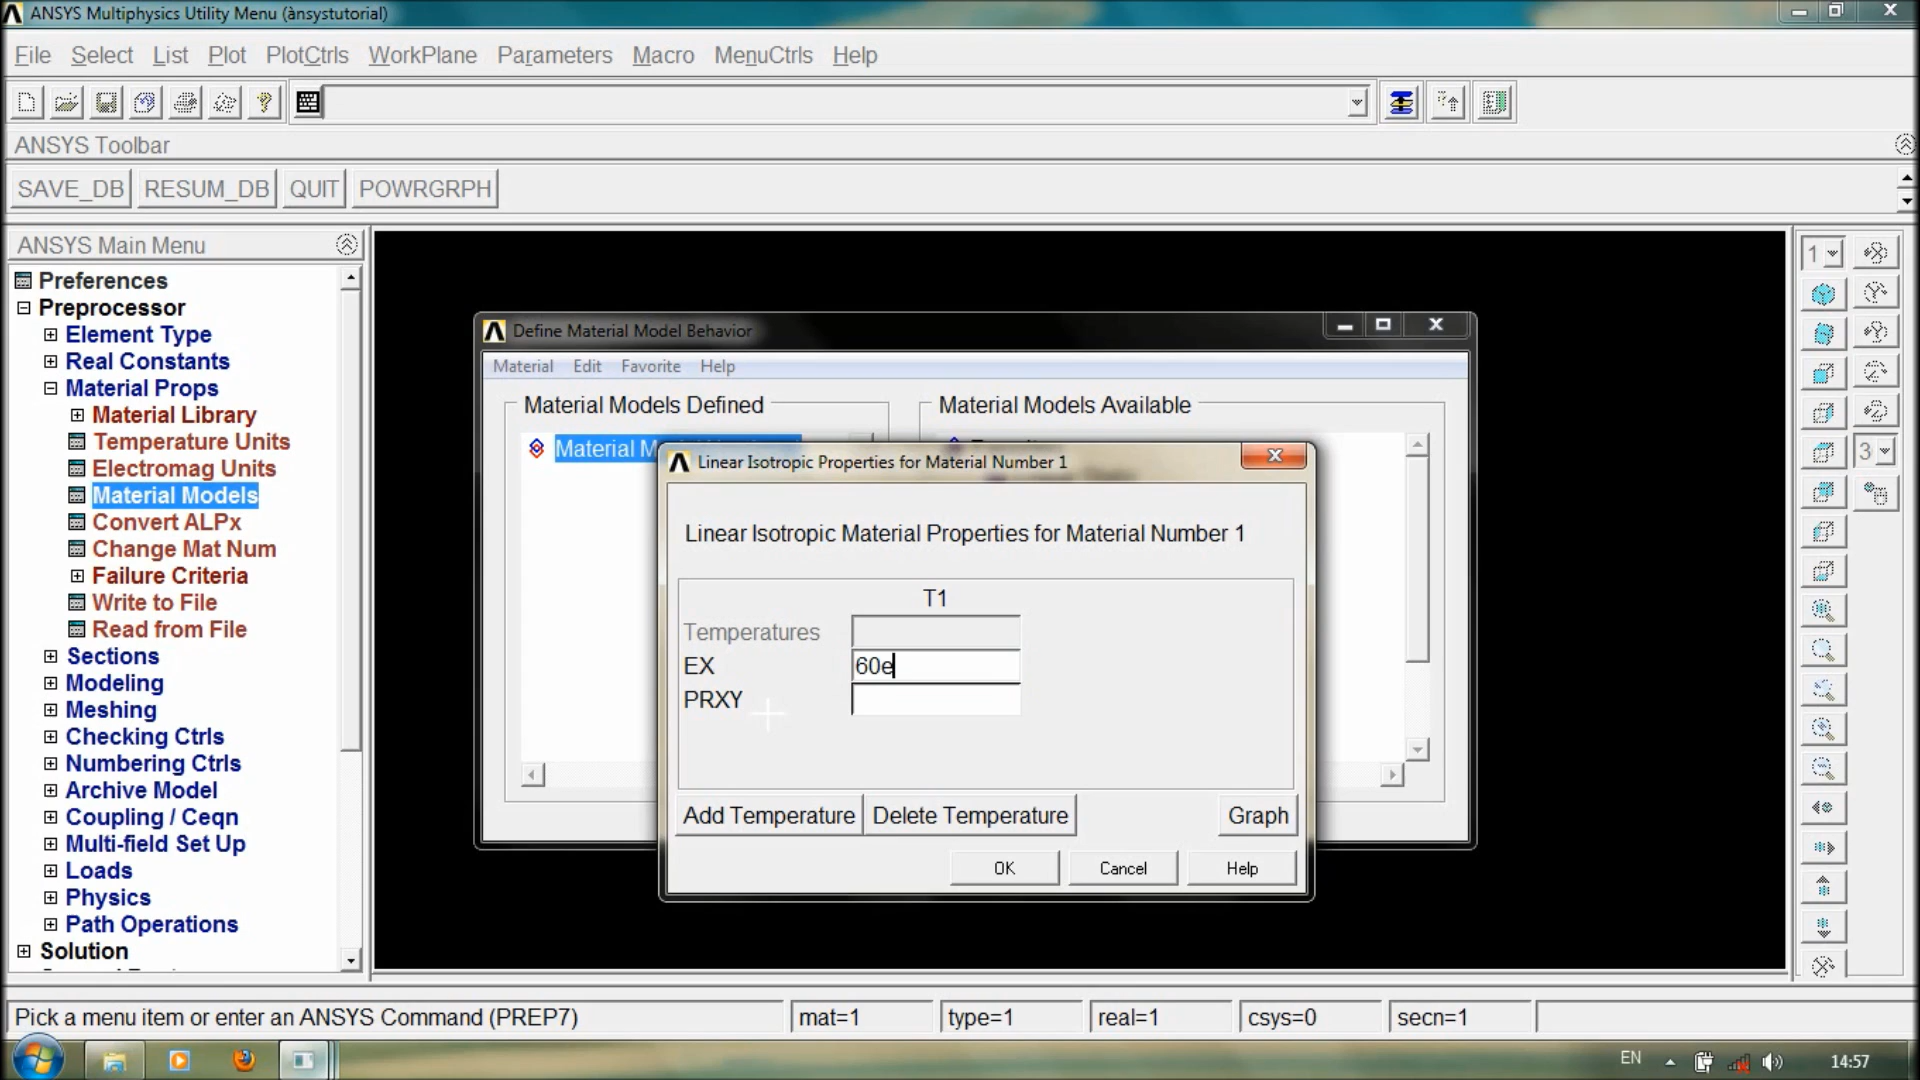 ANSYS Multiphysics Utility Menu (ànsystutorial)
File Select List Plot PlotCtrls WorkPlane Parameters Macro MenuCtrls Help
ANSYS Toolbar
SAVE_DB RESUM_DB QUIT POWRGRPH
ANSYS Main Menu
Preferences
Preprocessor
Element Type
Real Constants
Material Props
Material Library
Temperature Units
Electromag Units
Material Models
Convert ALPx
Change Mat Num
Failure Criteria
Write to File
Read from File
Sections
Modeling
Meshing
Checking Ctrls
Numbering Ctrls
Archive Model
Coupling / Ceqn
Multi-field Set Up
Loads
Physics
Path Operations
Solution
Define Material Model Behavior
Material Edit Favorite Help
Material Models Defined
Material Models Available
Material
Linear Isotropic Properties for Material Number 1
Linear Isotropic Material Properties for Material Number 1
T1
Temperatures
EX 60e
PRXY
Add Temperature Delete Temperature Graph
OK Cancel Help
1
3
Pick a menu item or enter an ANSYS Command (PREP7) mat=1 type=1 real=1 csys=0 secn=1
EN 14:57